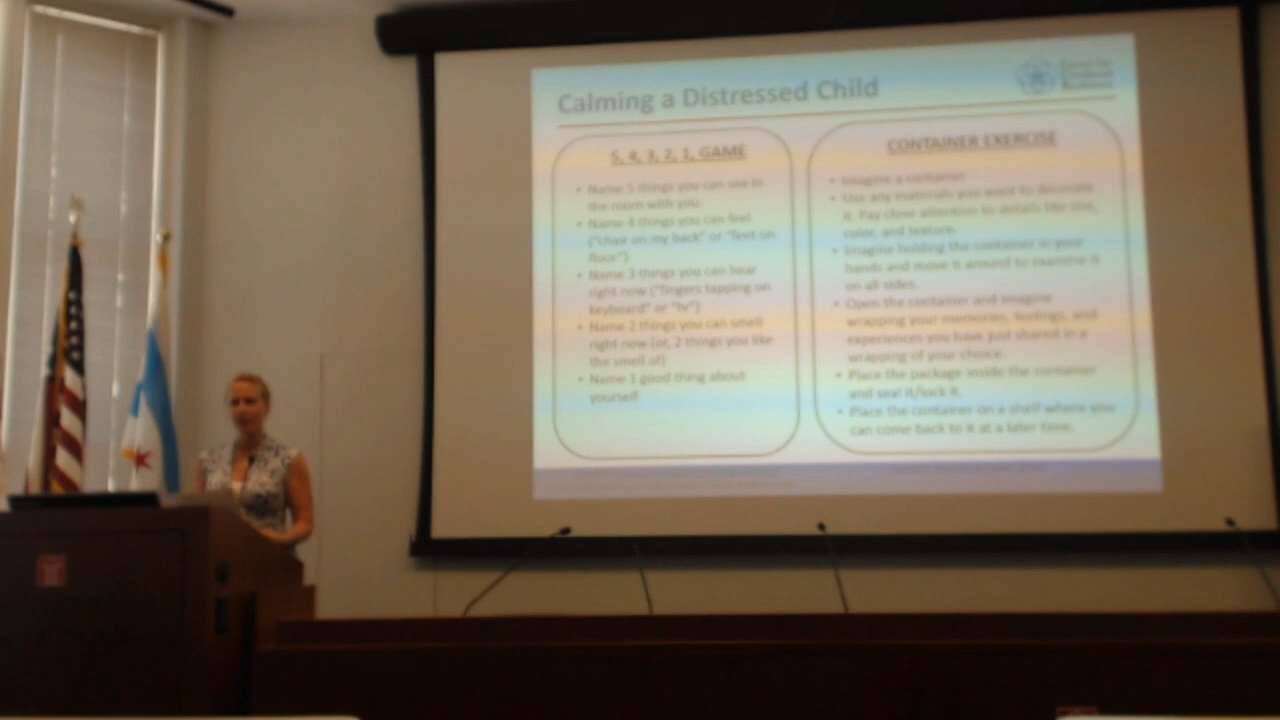 Calming a Distressed Child
5, 4, 3, 2, 1, GAME
• Name 5 things you can see in
the room with you.
• Name 4 things you can feel
("chair on my back" or "feet on
floor")
• Name 3 things you can hear
right now ("fingers tapping on
keyboard" or "tv")
• Name 2 things you can smell
right now (or, 2 things you like
the smell of)
• Name 1 good thing about
yourself
CONTAINER EXERCISE
• Imagine a container
• Use any materials you want to decorate
it. Pay close attention to details like size,
color, and texture.
• Imagine holding the container in your
hands and move it around to examine it
on all sides.
• Open the container and imagine
wrapping your memories, feelings, and
experiences you have just shared in a
wrapping of your choice.
• Place the package inside the container
and seal it/lock it.
• Place the container on a shelf where you
can come back to it at a later time.